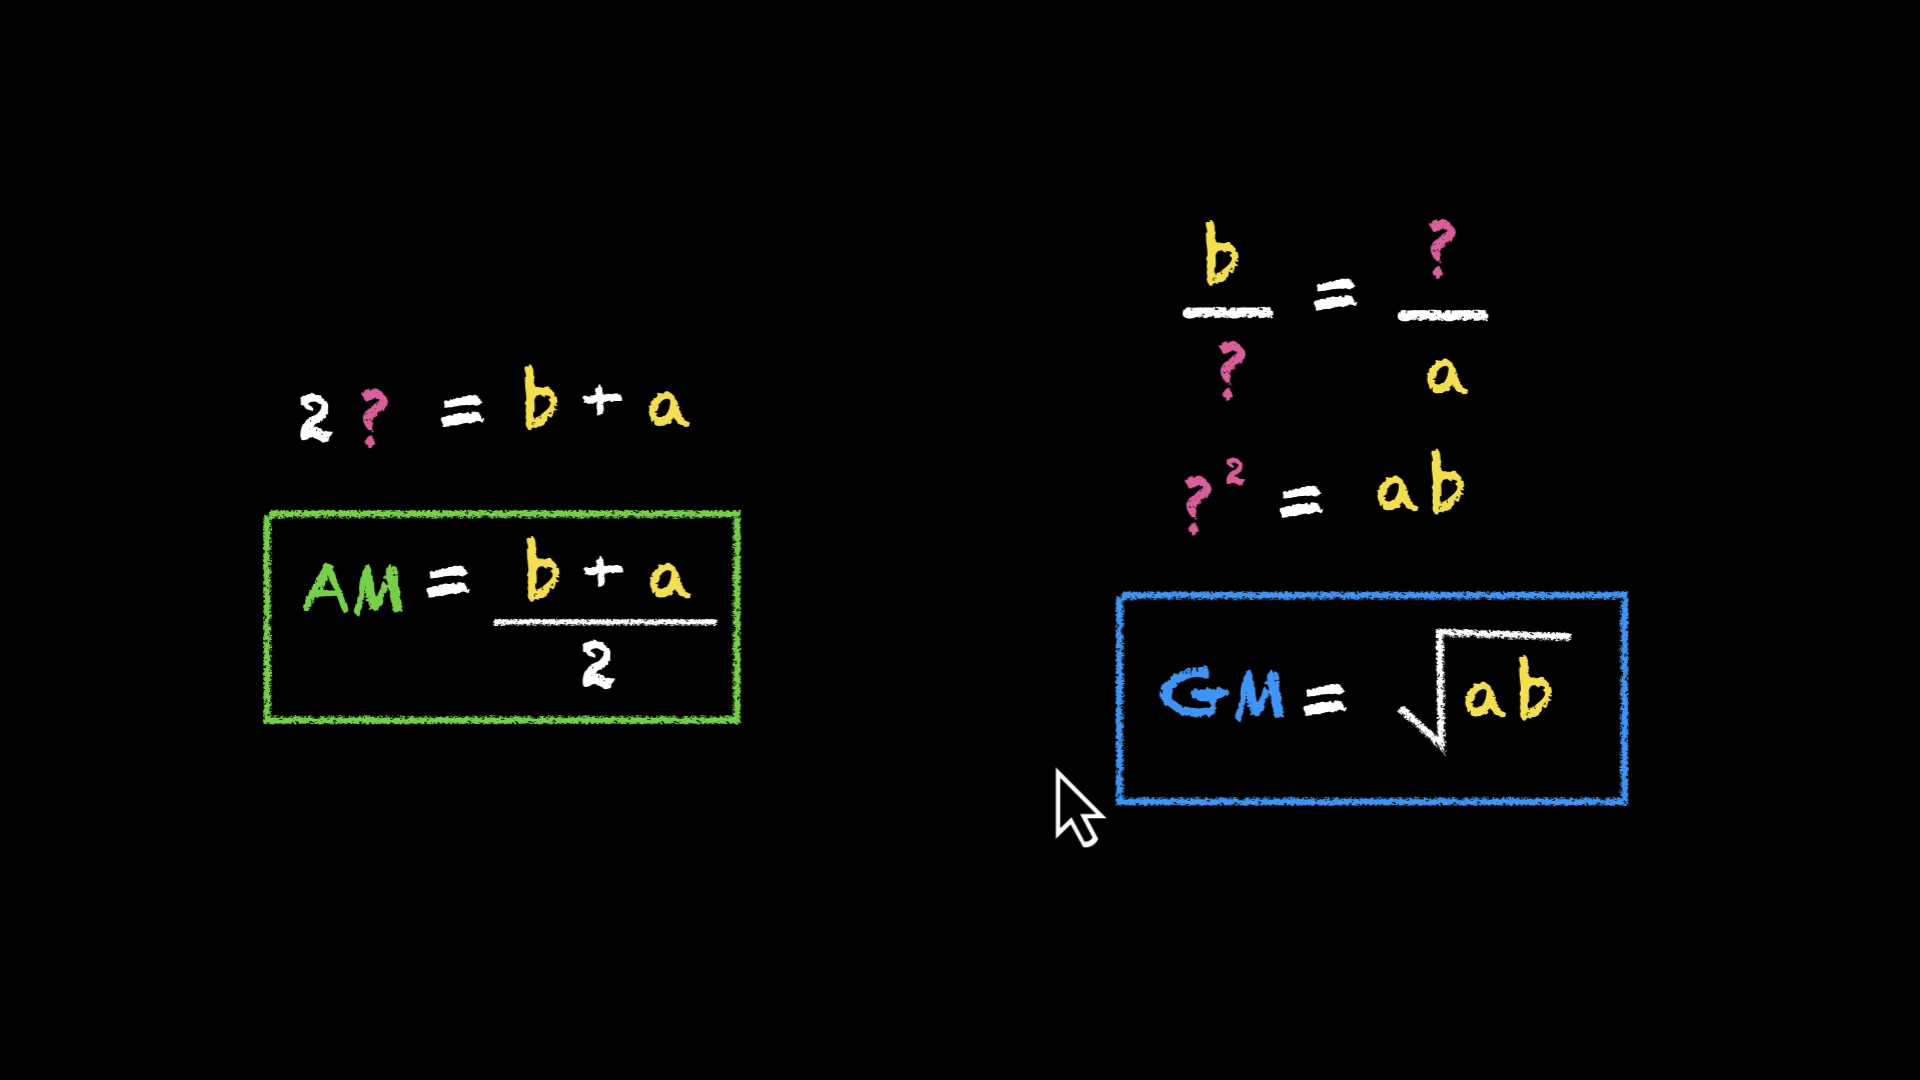 2 ? = b + a
AM = (b + a) / 2
b / ? = ? / a
?² = ab
GM = √ab